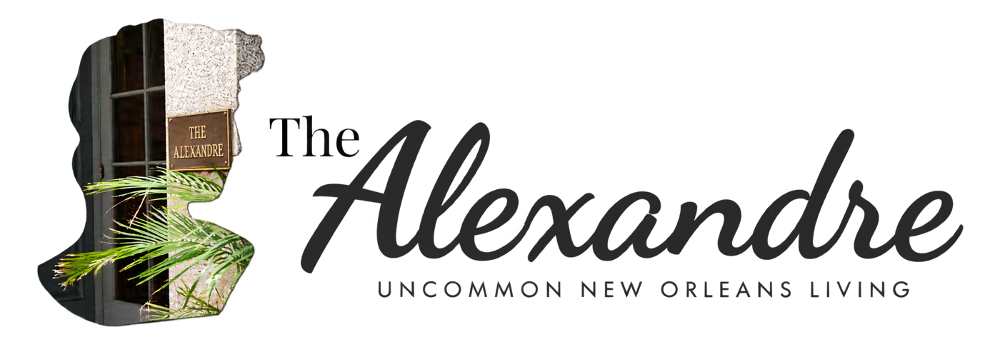 THE
ALEXANDRE
The Alexandre
UNCOMMON NEW ORLEANS LIVING